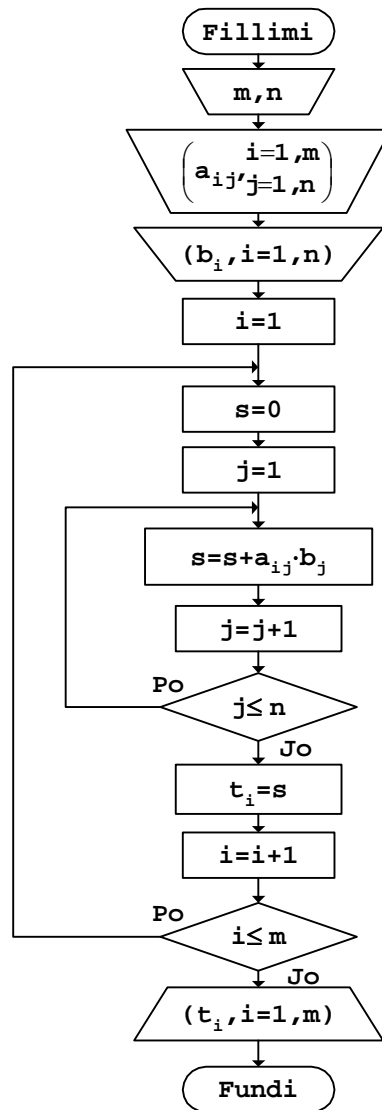 Fillimi
m,n
(a_ij, i=1,m
j=1,n)
(b_i,i=1,n)
i=1
s=0
j=1
s=s+a_ij·b_j
j=j+1
Po
j≤n
Jo
t_i=s
i=i+1
Po
i≤m
Jo
(t_i,i=1,m)
Fundi